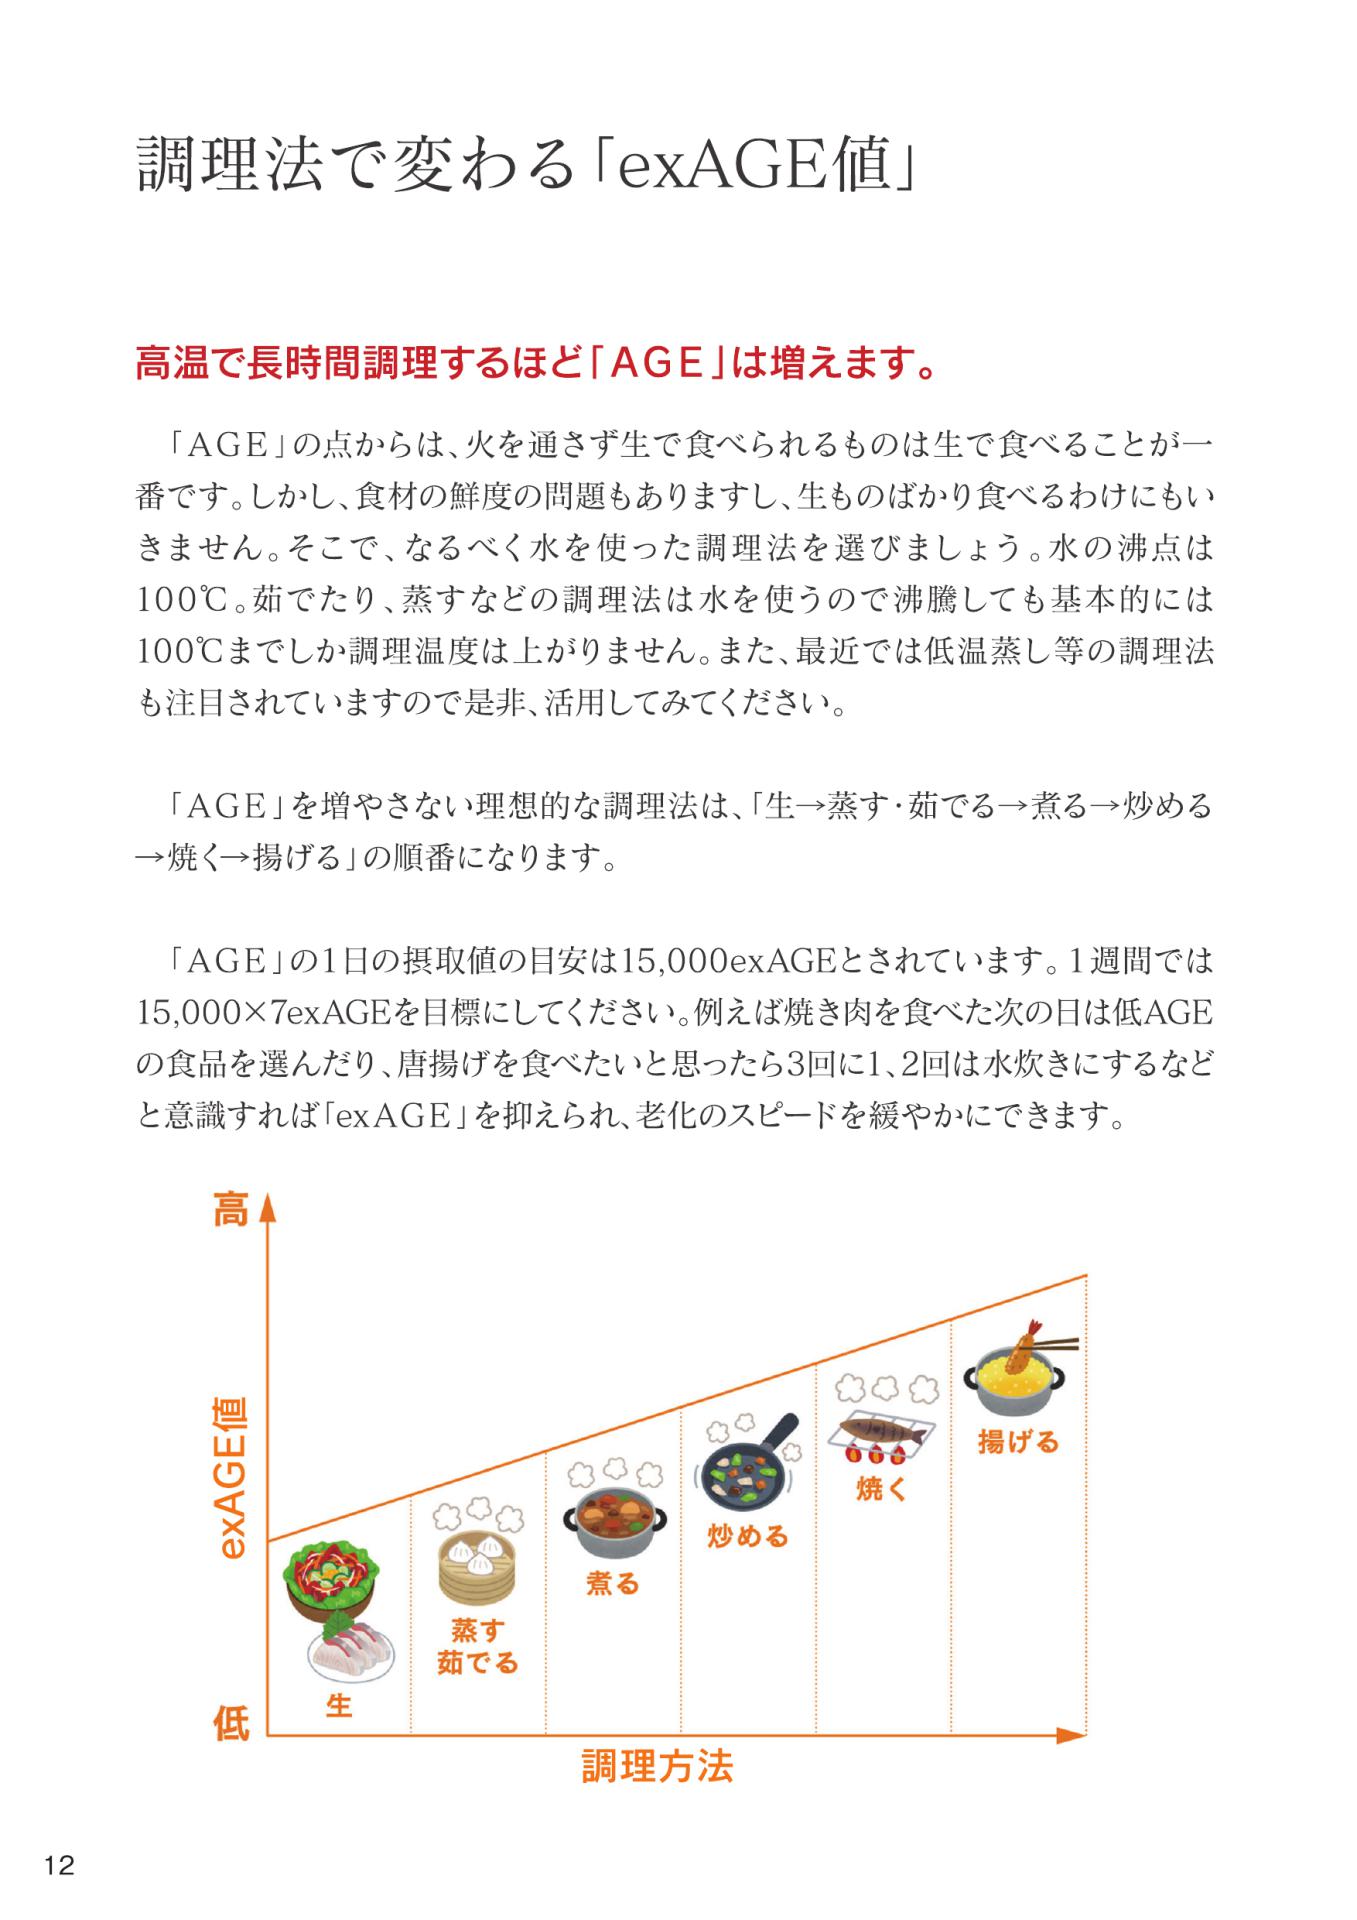 調理法で変わる「exAGE値」
高温で長時間調理するほど「ＡＧＥ」は増えます。
「ＡＧＥ」の点からは、火を通さず生で食べられるものは生で食べることが一
番です。しかし、食材の鮮度の問題もありますし、生ものばかり食べるわけにもい
きません。そこで、なるべく水を使った調理法を選びましょう。水の沸点は
100℃。茹でたり、蒸すなどの調理法は水を使うので沸騰しても基本的には
100℃までしか調理温度は上がりません。また、最近では低温蒸し等の調理法
も注目されていますので是非、活用してみてください。
「ＡＧＥ」を増やさない理想的な調理法は、「生→蒸す・茹でる→煮る→炒める
→焼く→揚げる」の順番になります。
「ＡＧＥ」の1日の摂取値の目安は15,000exAGEとされています。1週間では
15,000×7exAGEを目標にしてください。例えば焼き肉を食べた次の日は低AGE
の食品を選んだり、唐揚げを食べたいと思ったら3回に1、2回は水炊きにするなど
と意識すれば「exAGE」を抑えられ、老化のスピードを緩やかにできます。
高
exAGE値
低
生
蒸す
茹でる
煮る
炒める
焼く
揚げる
調理方法
12